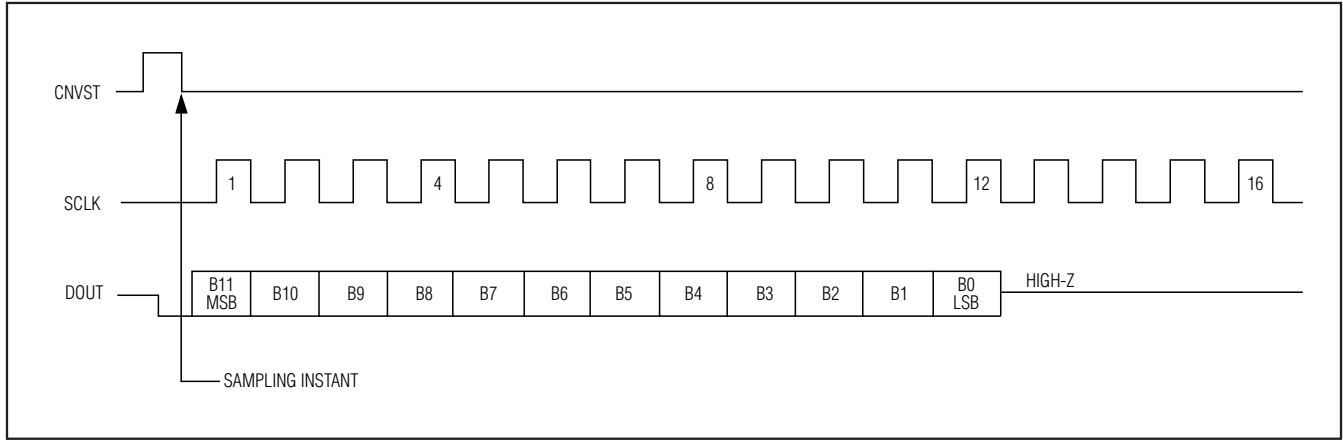 CNVST
SCLK
1
4
8
12
16
DOUT
B11
MSB
B10
B9
B8
B7
B6
B5
B4
B3
B2
B1
B0
LSB
HIGH-Z
SAMPLING INSTANT